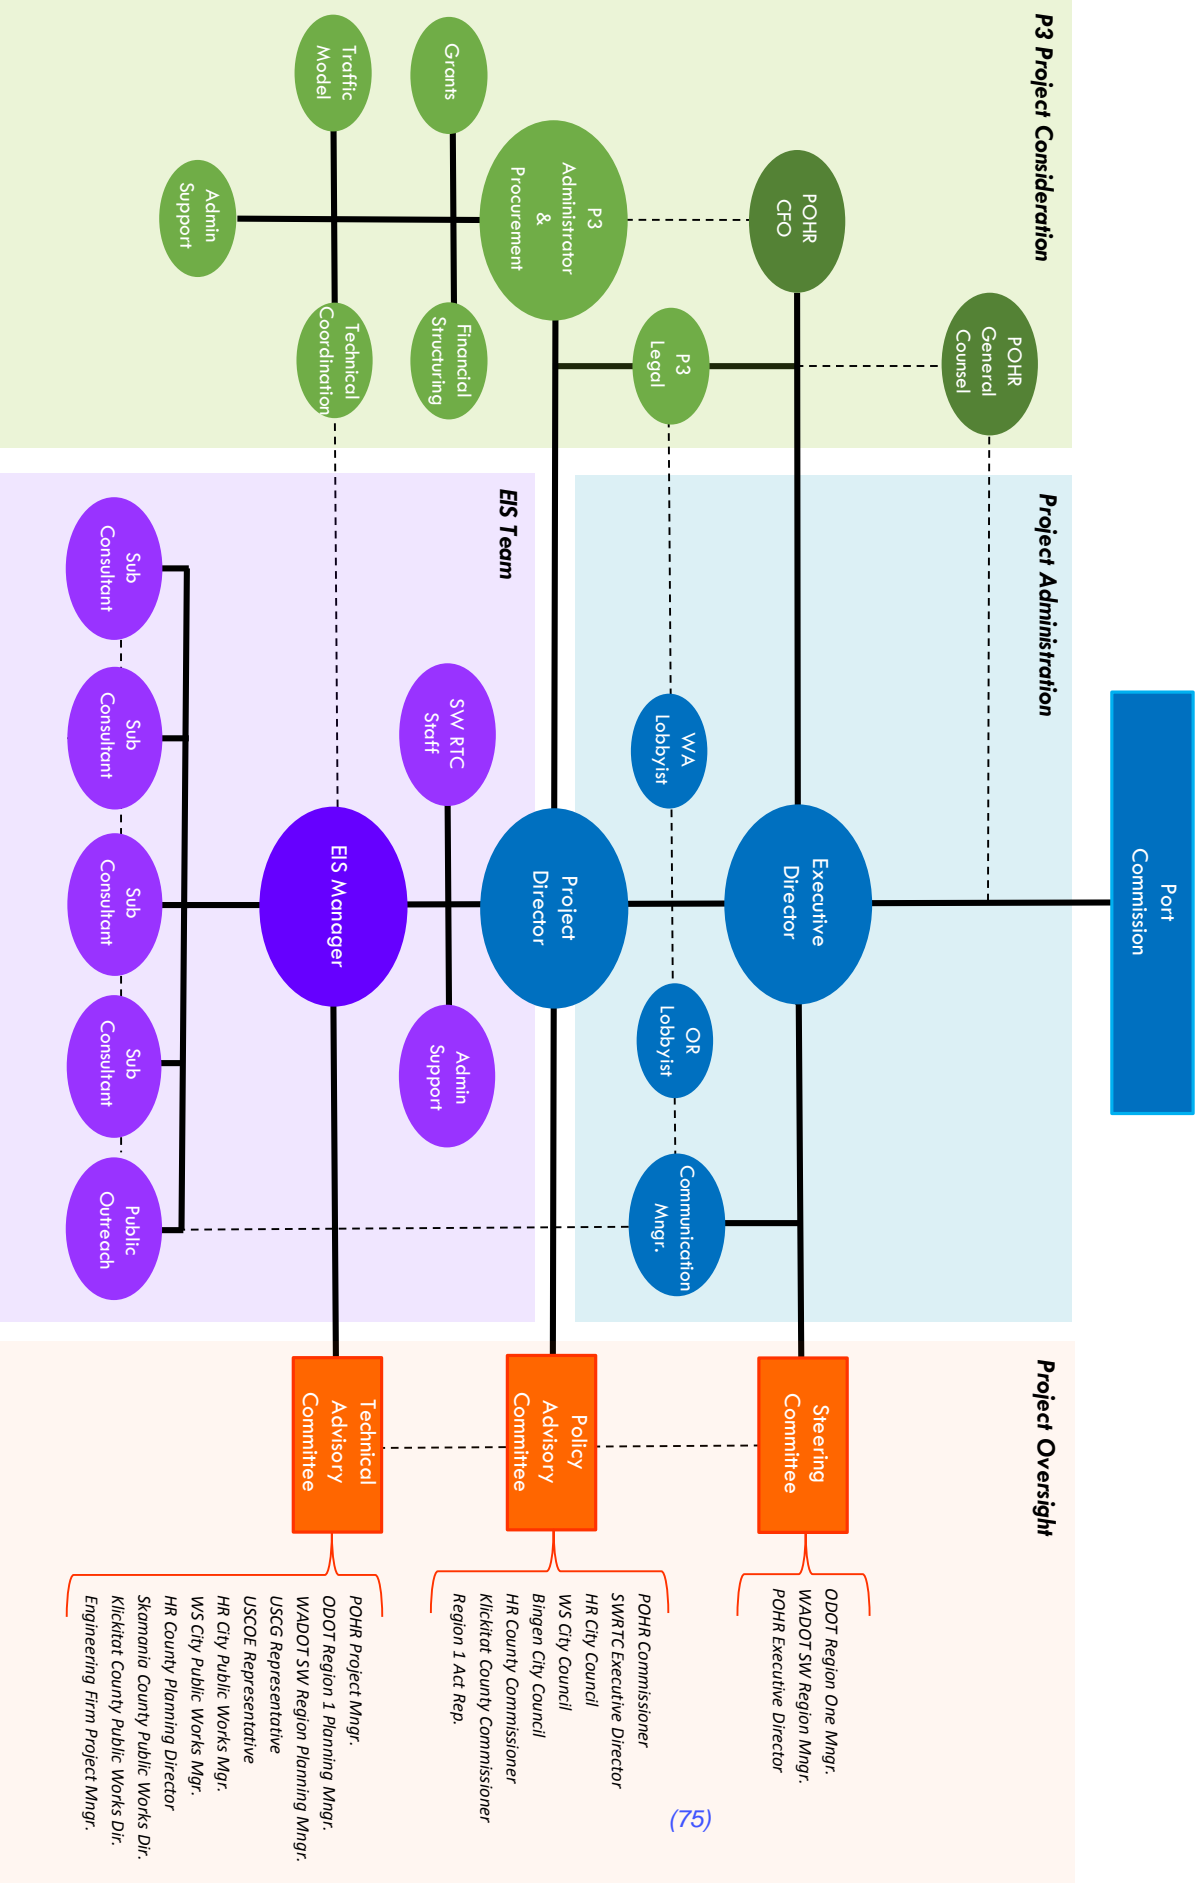 Port
Commission
P3 Project Consideration
Project Administration
Project Oversight
POHR
General
Counsel
POHR
CFO
Executive
Director
Steering
Committee
ODOT Region One Mngr.
WADOT SW Region Mngr.
POHR Executive Director
P3
Legal
WA
Lobbyist
OR
Lobbyist
Communication
Mngr.
P3
Administrator
&
Procurement
Project
Director
Policy
Advisory
Committee
POHR Commissioner
SWRTC Executive Director
HR City Council
WS City Council
Bingen City Council
HR County Commissioner
Klickitat County Commissioner
Region 1 Act Rep.
EIS Team
Grants
Financial
Structuring
SW RTC
Staff
Admin
Support
Traffic
Model
Technical
Coordination
EIS Manager
Technical
Advisory
Committee
POHR Project Mngr.
ODOT Region 1 Planning Mngr.
WADOT SW Region Planning Mngr.
USCG Representative
USCOE Representative
HR City Public Works Mgr.
WS City Public Works Mgr.
HR County Planning Director
Skamania County Public Works Dir.
Klickitat County Public Works Dir.
Engineering Firm Project Mngr.
Admin
Support
Sub
Consultant
Sub
Consultant
Sub
Consultant
Sub
Consultant
Public
Outreach
(75)